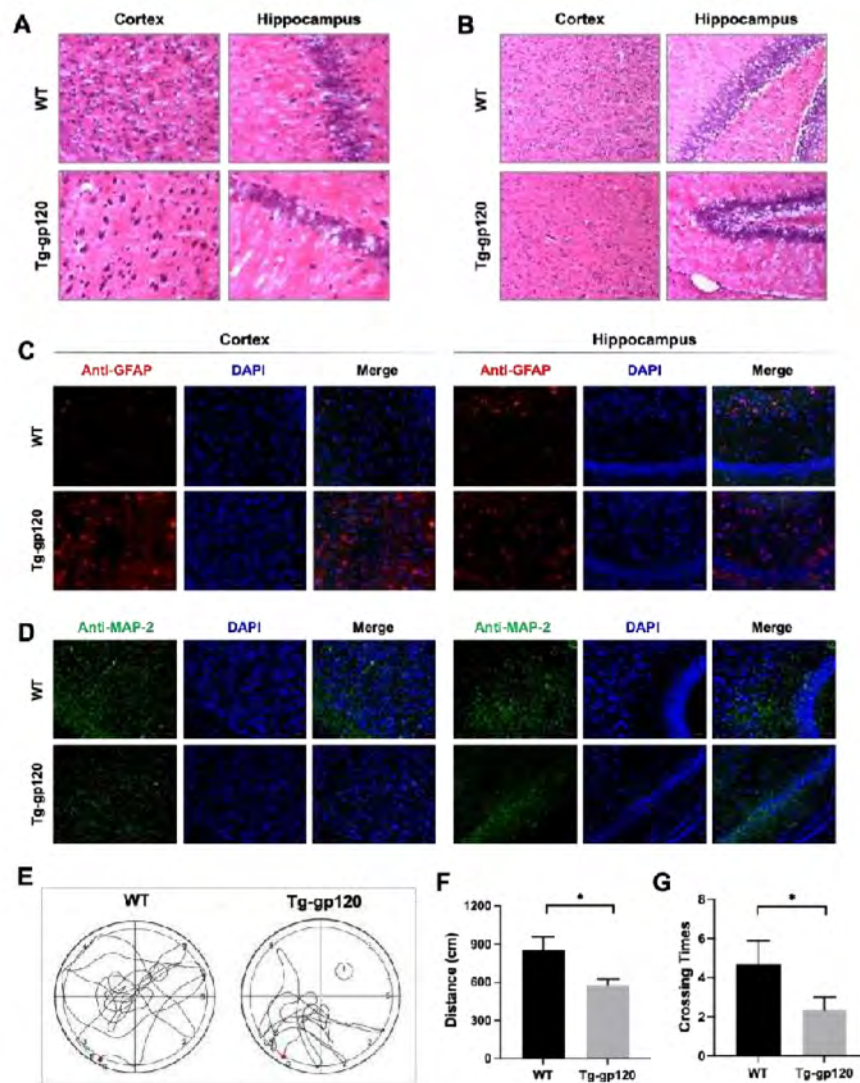 A
Cortex
Hippocampus
WT
Tg-gp120
B
Cortex
Hippocampus
WT
Tg-gp120
C
Cortex
Hippocampus
Anti-GFAP
DAPI
Merge
Anti-GFAP
DAPI
Merge
WT
Tg-gp120
D
Anti-MAP-2
DAPI
Merge
Anti-MAP-2
DAPI
Merge
WT
Tg-gp120
E
WT
Tg-gp120
F
Distance (cm)
1200
900
600
300
0
*
WT
Tg-gp120
G
Crossing Times
8
6
4
2
0
*
WT
Tg-gp120